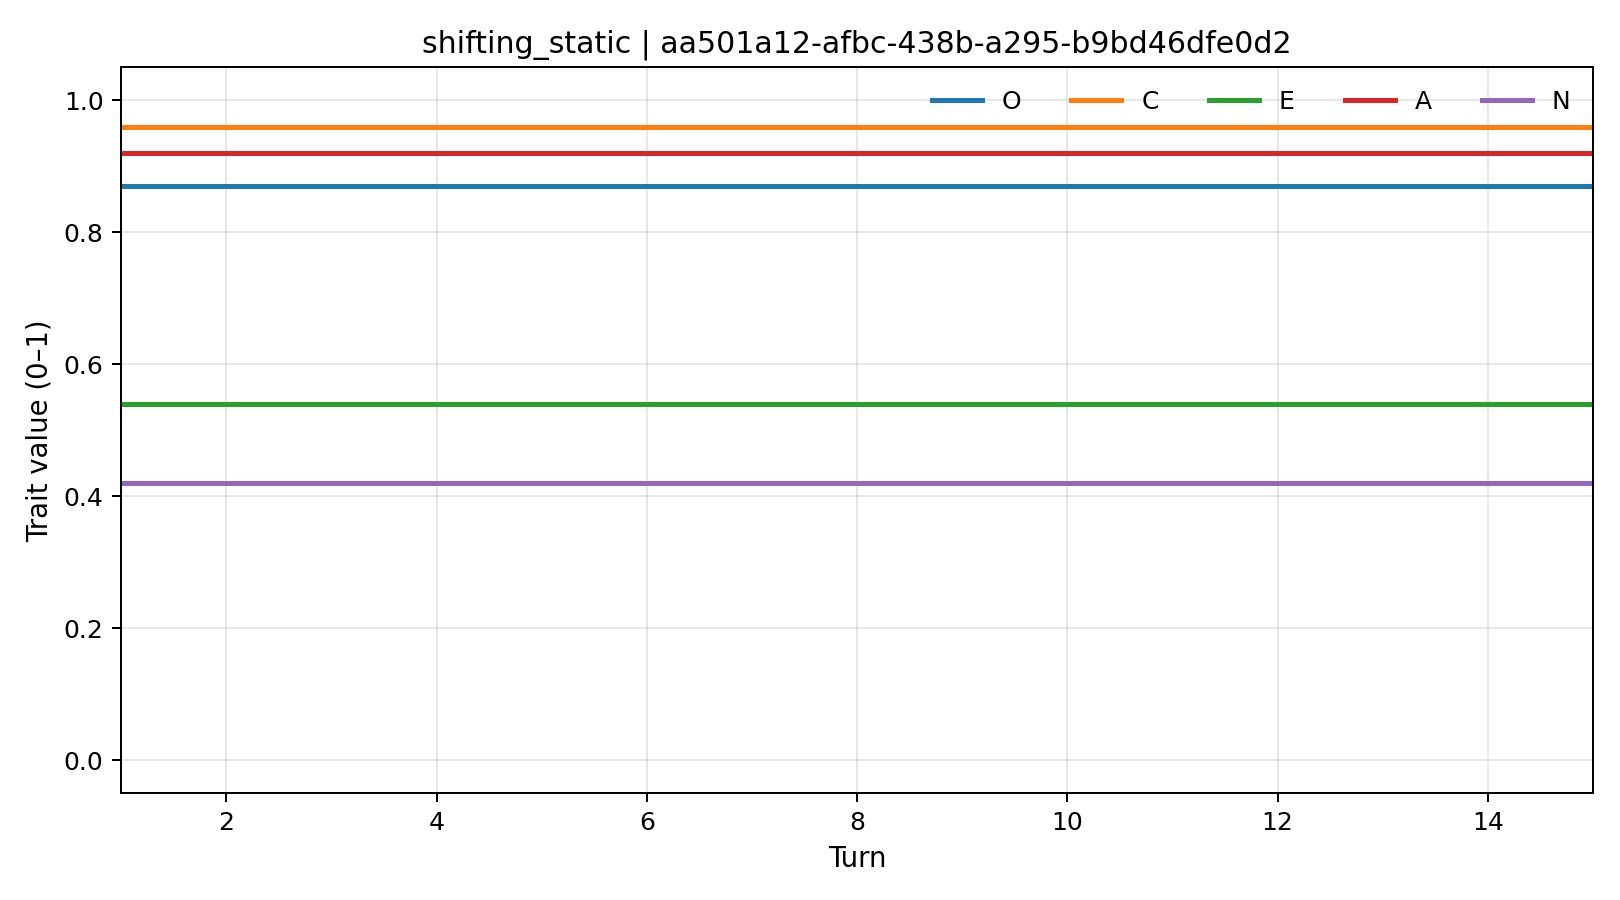 shifting_static | aa501a12-afbc-438b-a295-b9bd46dfe0d2
O C E A N
1.0
0.8
0.6
0.4
0.2
0.0
Trait value (0–1)
2 4 6 8 10 12 14
Turn